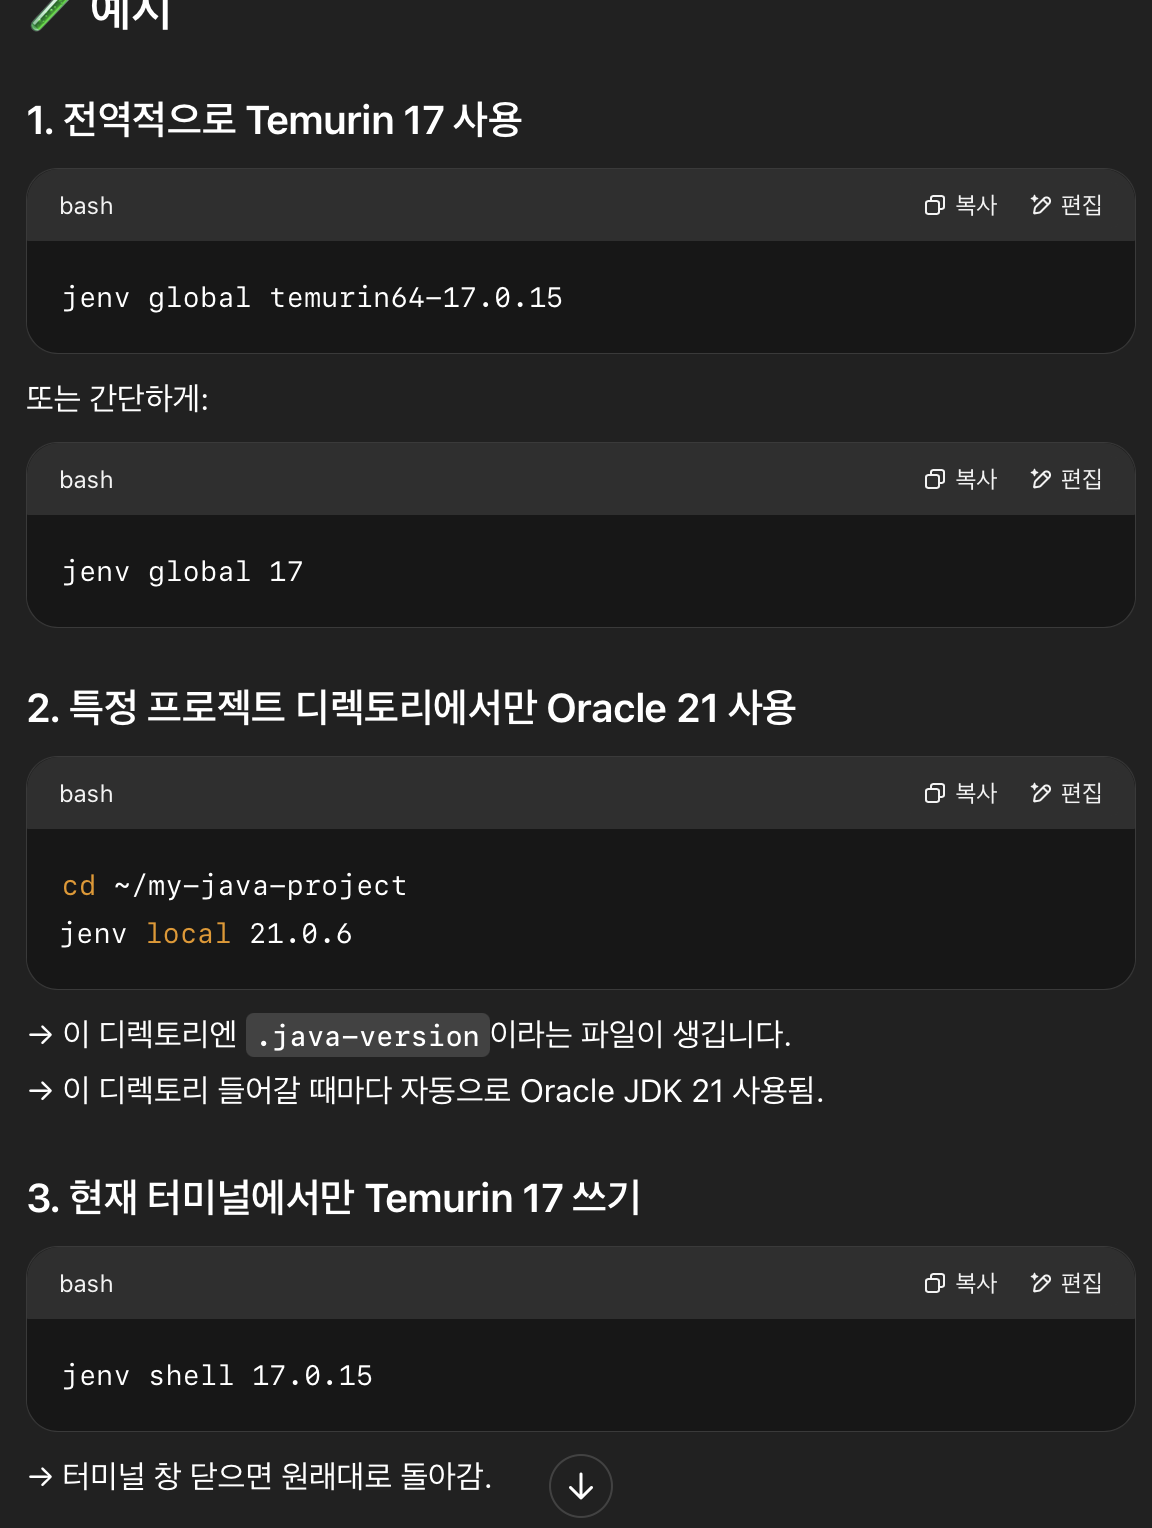 예시
1. 전역적으로 Temurin 17 사용
bash 복사 편집
jenv global temurin64-17.0.15
또는 간단하게:
bash 복사 편집
jenv global 17
2. 특정 프로젝트 디렉토리에서만 Oracle 21 사용
bash 복사 편집
cd ~/my-java-project
jenv local 21.0.6
→ 이 디렉토리엔 .java-version이라는 파일이 생깁니다.
→ 이 디렉토리 들어갈 때마다 자동으로 Oracle JDK 21 사용됨.
3. 현재 터미널에서만 Temurin 17 쓰기
bash 복사 편집
jenv shell 17.0.15
→ 터미널 창 닫으면 원래대로 돌아감.